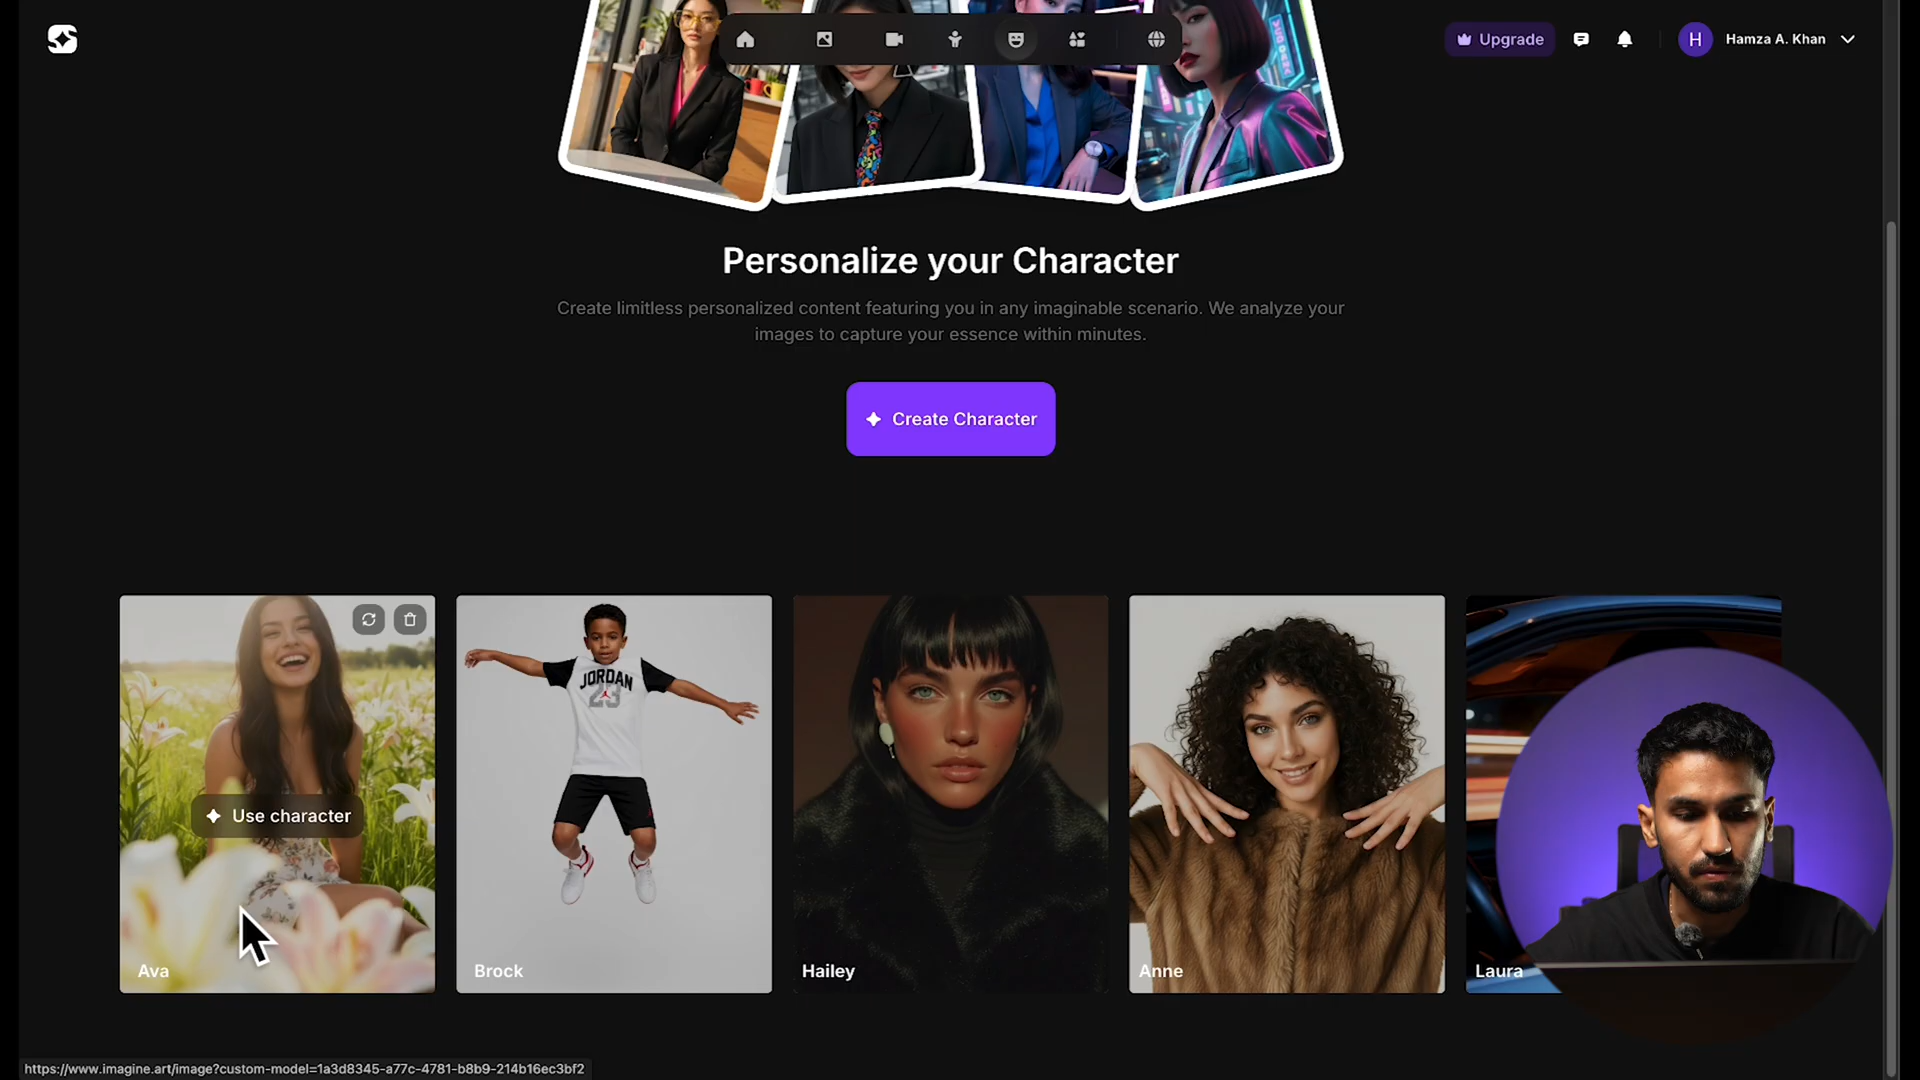 Upgrade
H
Hamza A. Khan
Personalize your Character
Create limitless personalized content featuring you in any imaginable scenario. We analyze your
images to capture your essence within minutes.
Create Character
JORDAN
23
Use character
Ava
Brock
Hailey
Anne
Laura
https://www.imagine.art/image?custom-model=1a3d8345-a77c-4781-b8b9-214b16ec3bf2